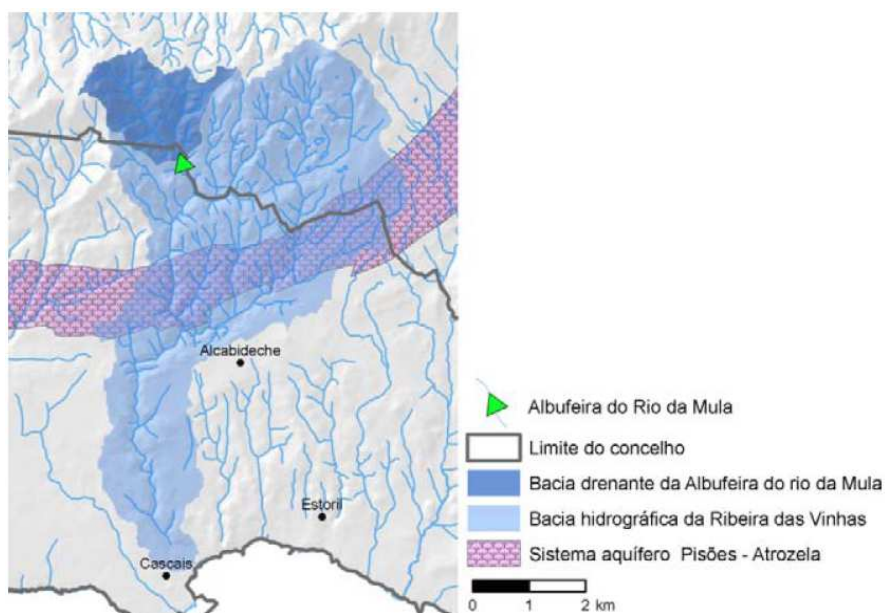 Alcabideche
Estoril
Cascais
Albufeira do Rio da Mula
Limite do concelho
Bacia drenante da Albufeira do rio da Mula
Bacia hidrográfica da Ribeira das Vinhas
Sistema aquífero Pisões - Atrozela
0 1 2 km